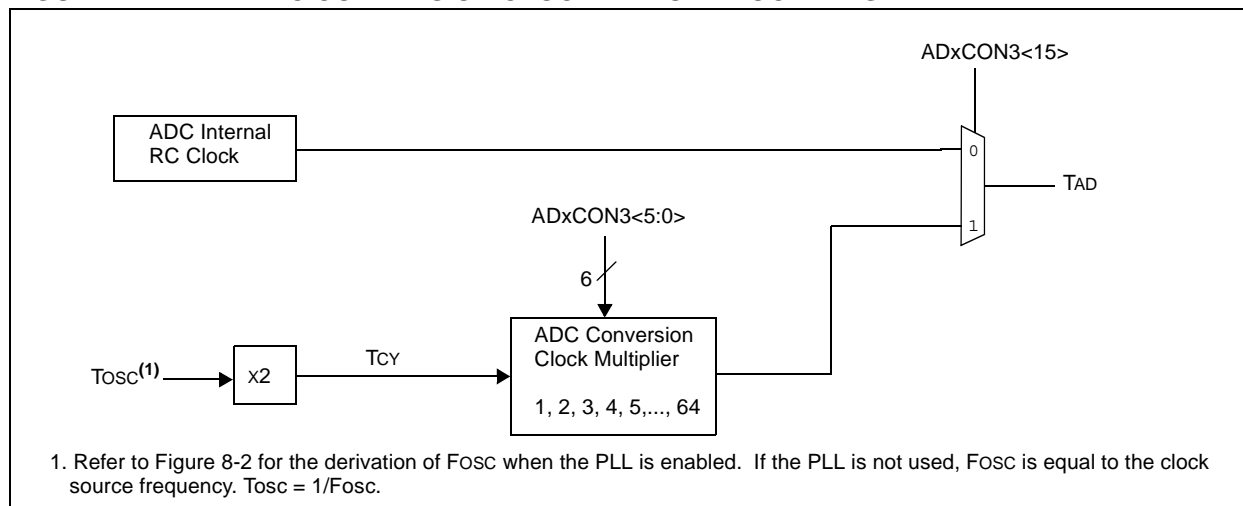 ADxCON3<15>
ADC Internal
RC Clock
0
TAD
ADxCON3<5:0>
1
6
ADC Conversion
Clock Multiplier
TOSC(1)
X2
TCY
1, 2, 3, 4, 5,..., 64
1. Refer to Figure 8-2 for the derivation of FOSC when the PLL is enabled. If the PLL is not used, FOSC is equal to the clock
source frequency. Tosc = 1/Fosc.